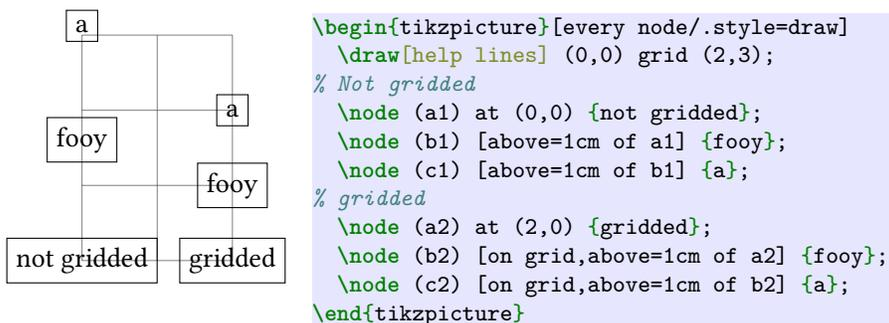 a
a
fooy
fooy
not gridded
gridded
\begin{tikzpicture}[every node/.style=draw]
  \draw[help lines] (0,0) grid (2,3);
% Not gridded
  \node (a1) at (0,0) {not gridded};
  \node (b1) [above=1cm of a1] {fooy};
  \node (c1) [above=1cm of b1] {a};
% gridded
  \node (a2) at (2,0) {gridded};
  \node (b2) [on grid,above=1cm of a2] {fooy};
  \node (c2) [on grid,above=1cm of b2] {a};
\end{tikzpicture}